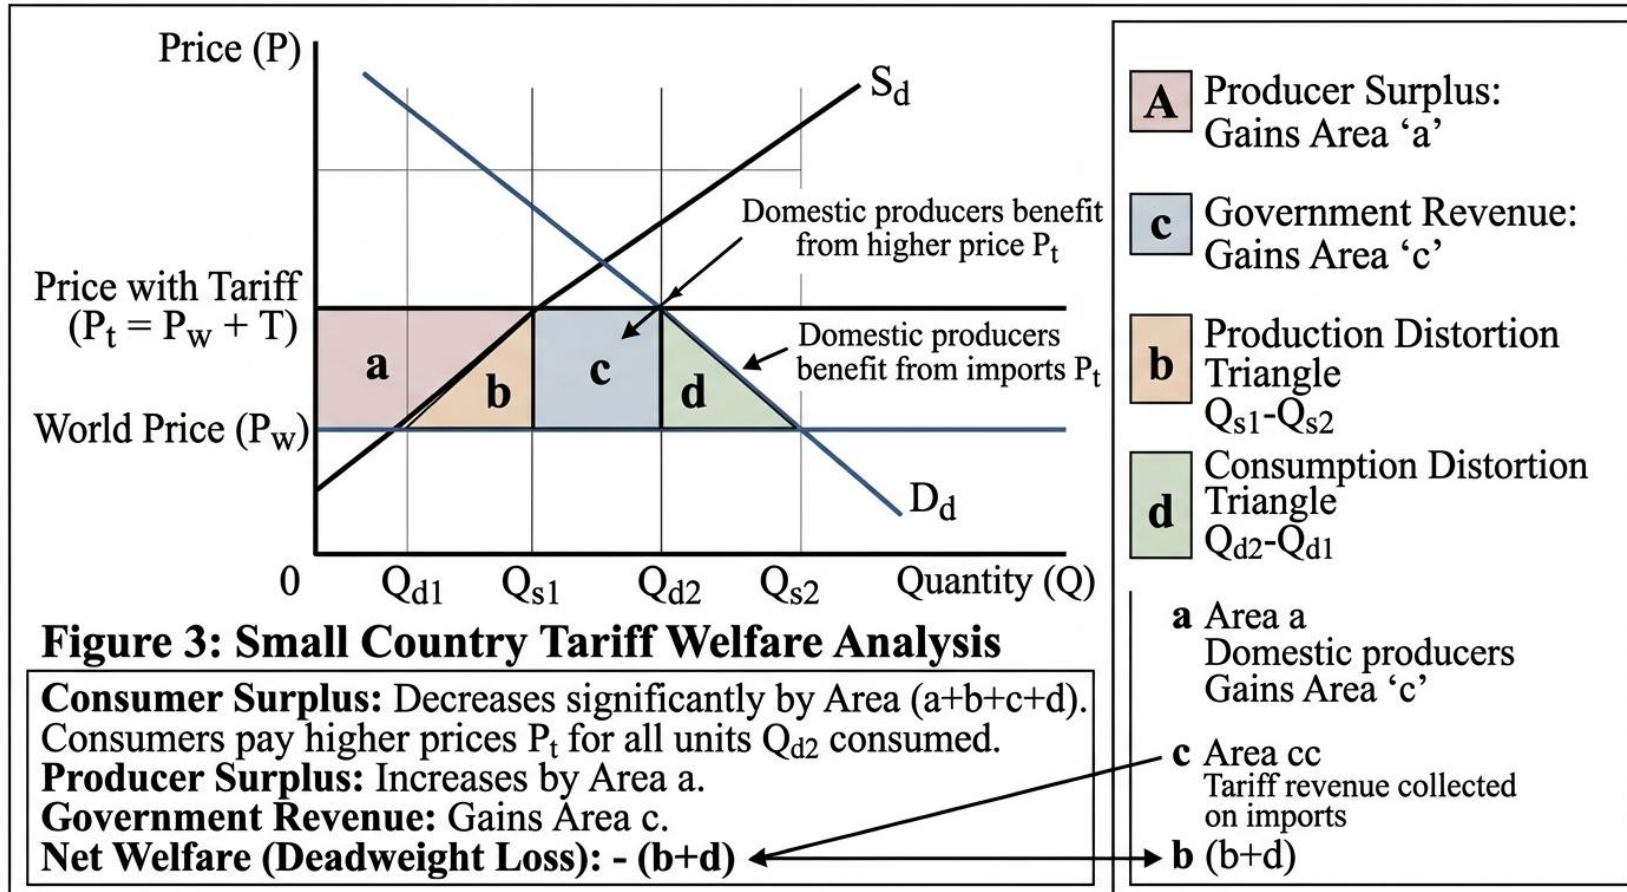 Price (P)
S_d
Domestic producers benefit
from higher price P_t
Price with Tariff
(P_t = P_w + T)
Domestic producers
benefit from imports P_t
a
b
c
d
World Price (P_w)
D_d
0
Q_d1
Q_s1
Q_d2
Q_s2
Quantity (Q)
Figure 3: Small Country Tariff Welfare Analysis
Consumer Surplus: Decreases significantly by Area (a+b+c+d).
Consumers pay higher prices P_t for all units Q_d2 consumed.
Producer Surplus: Increases by Area a.
Government Revenue: Gains Area c.
Net Welfare (Deadweight Loss): - (b+d)
A
Producer Surplus:
Gains Area ‘a’
c
Government Revenue:
Gains Area ‘c’
b
Production Distortion
Triangle
Q_s1-Q_s2
d
Consumption Distortion
Triangle
Q_d2-Q_d1
a Area a
Domestic producers
Gains Area ‘c’
c Area cc
Tariff revenue collected
on imports
b (b+d)